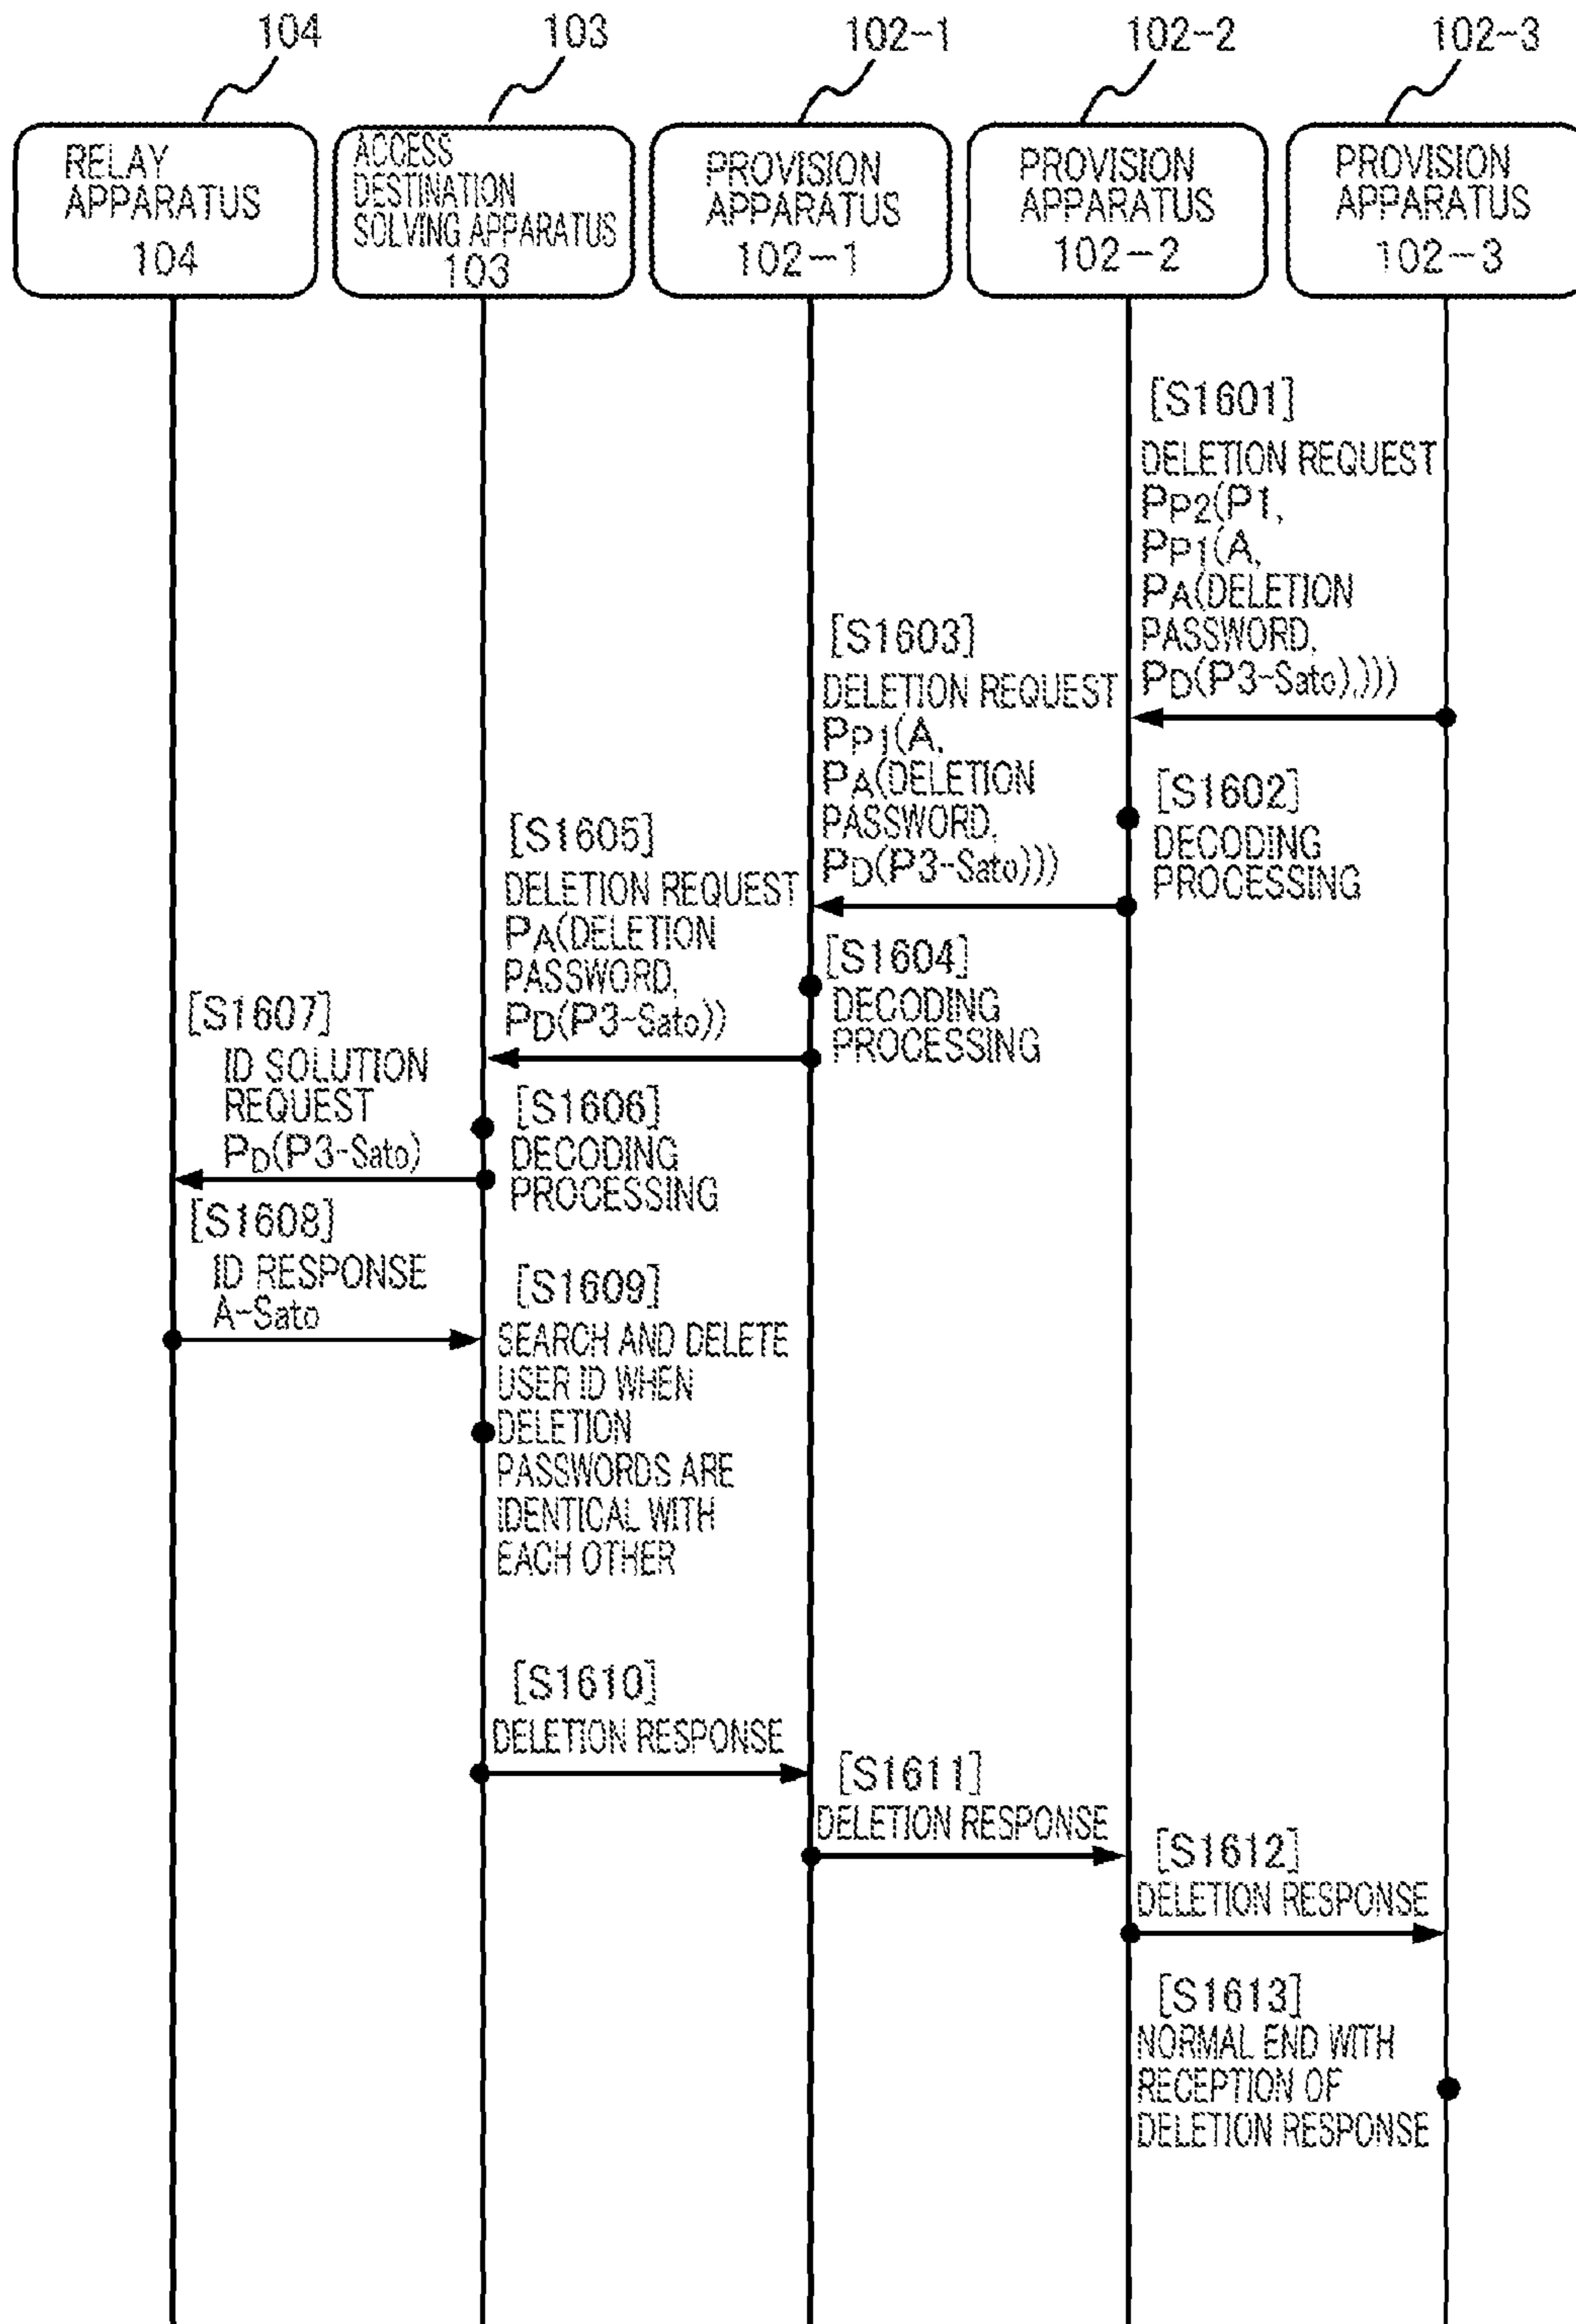 104
103
102-1
102-2
102-3
RELAY
APPARATUS
104
ACCESS
DESTINATION
SOLVING APPARATUS
103
PROVISION
APPARATUS
102-1
PROVISION
APPARATUS
102-2
PROVISION
APPARATUS
102-3
[S1601]
DELETION REQUEST
PP2(P1,
PP1(A,
PA(DELETION
PASSWORD,
PD(P3-Sato),)))
[S1602]
DECODING
PROCESSING
[S1603]
DELETION REQUEST
PP1(A,
PA(DELETION
PASSWORD,
PD(P3-Sato)))
[S1604]
DECODING
PROCESSING
[S1605]
DELETION REQUEST
PA(DELETION
PASSWORD,
PD(P3-Sato))
[S1606]
DECODING
PROCESSING
[S1607]
ID SOLUTION
REQUEST
PD(P3-Sato)
[S1608]
ID RESPONSE
A-Sato
[S1609]
SEARCH AND DELETE
USER ID WHEN
DELETION
PASSWORDS ARE
IDENTICAL WITH
EACH OTHER
[S1610]
DELETION RESPONSE
[S1611]
DELETION RESPONSE
[S1612]
DELETION RESPONSE
[S1613]
NORMAL END WITH
RECEPTION OF
DELETION RESPONSE